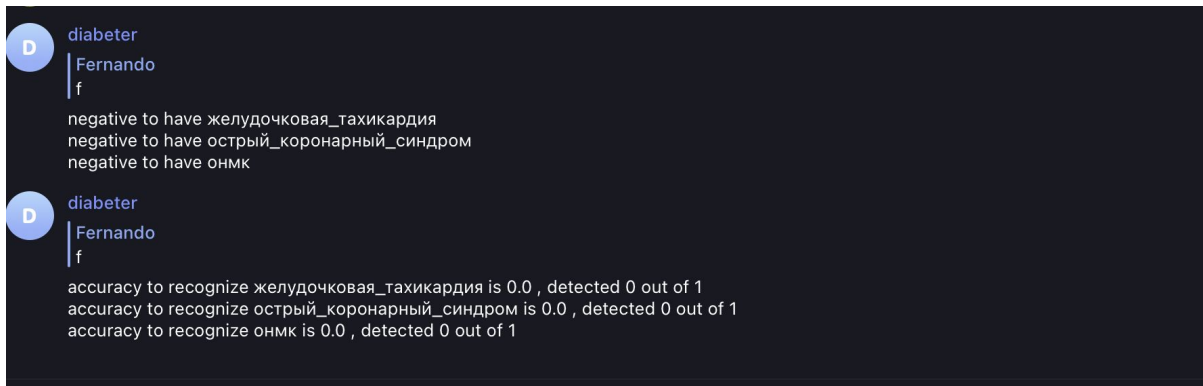 diabeter
D
Fernando
f
negative to have желудочковая_тахикардия
negative to have острый_коронарный_синдром
negative to have онмк
diabeter
D
Fernando
f
accuracy to recognize желудочковая_тахикардия is 0.0 , detected 0 out of 1
accuracy to recognize острый_коронарный_синдром is 0.0 , detected 0 out of 1
accuracy to recognize онмк is 0.0 , detected 0 out of 1